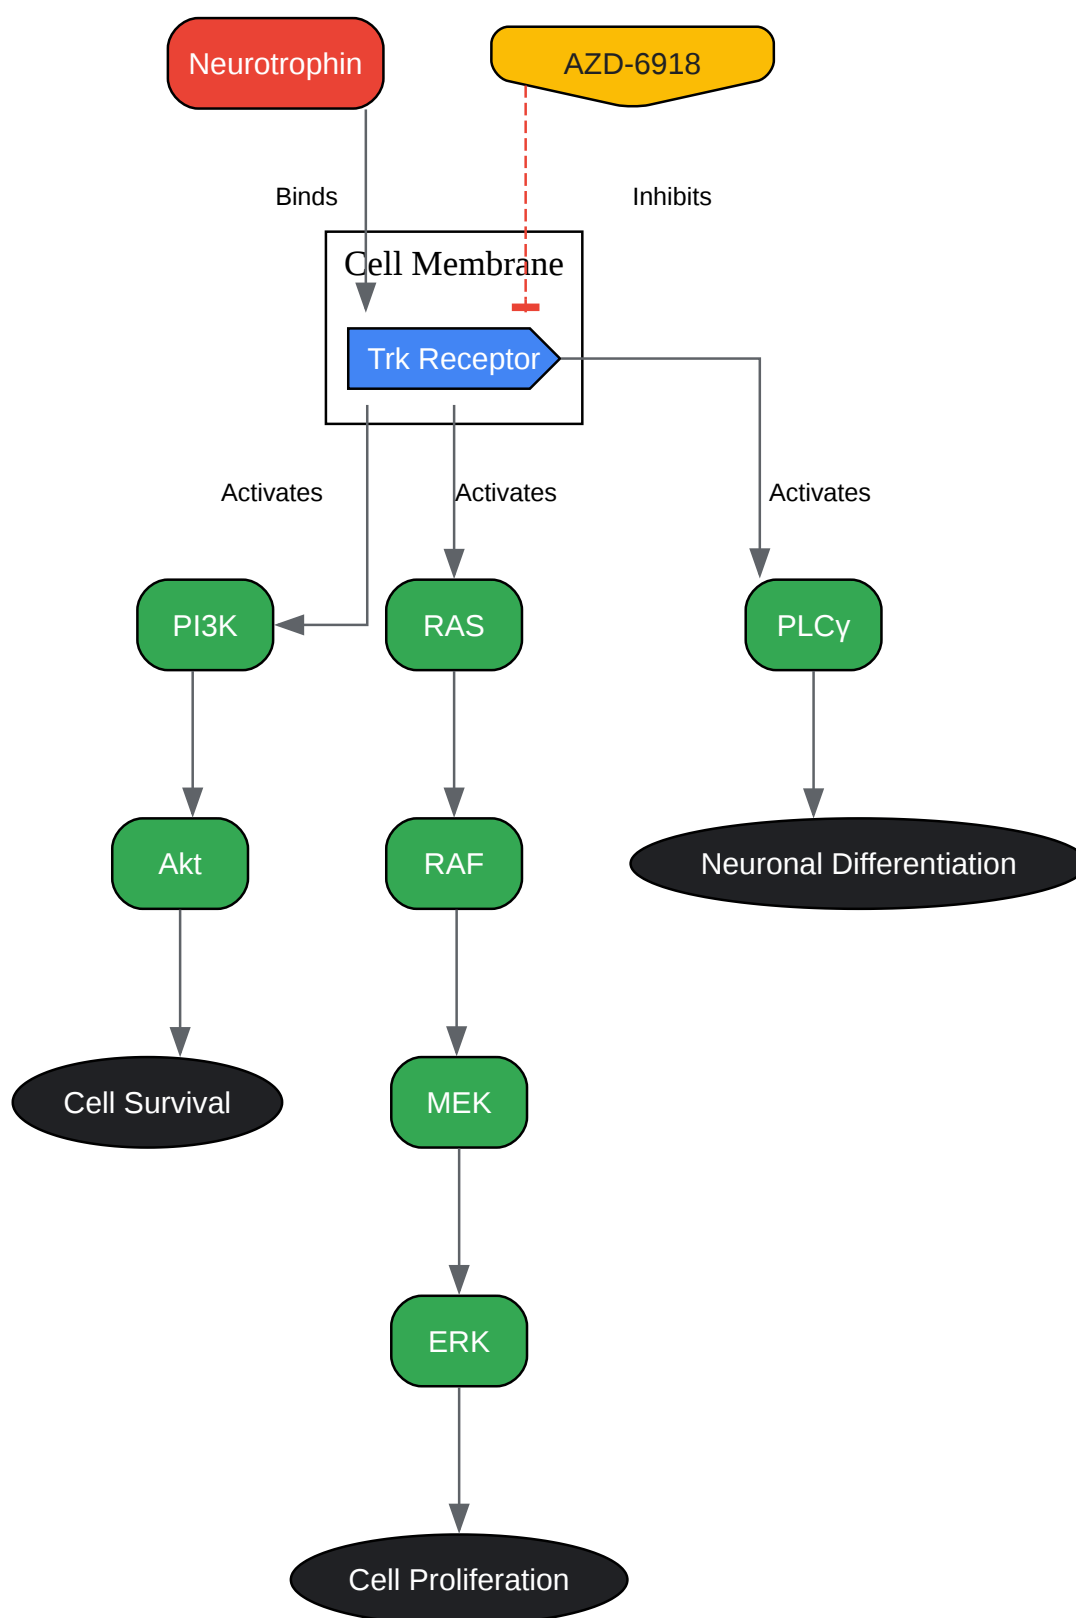 Neurotrophin
AZD-6918
Binds
Inhibits
Cell Membrane
Trk Receptor
Activates
Activates
Activates
PI3K
RAS
PLCγ
Akt
RAF
Neuronal Differentiation
Cell Survival
MEK
ERK
Cell Proliferation